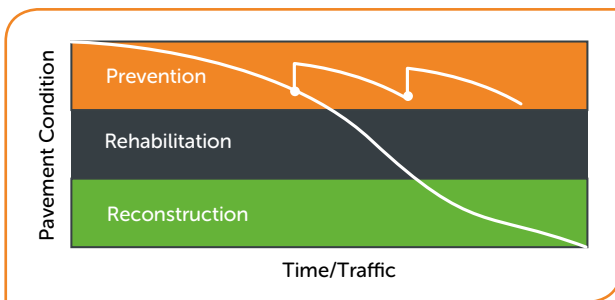 Pavement Condition
Prevention
Rehabilitation
Reconstruction
Time/Traffic